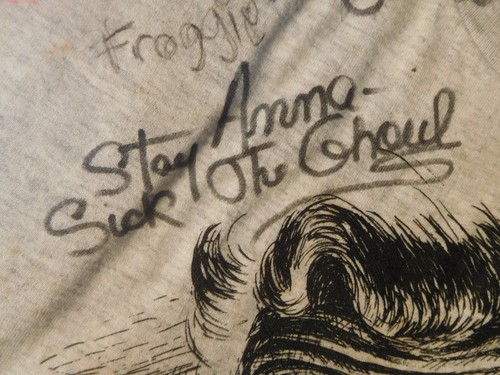 Froggie
Stay Anna-
Sick The Ghoul